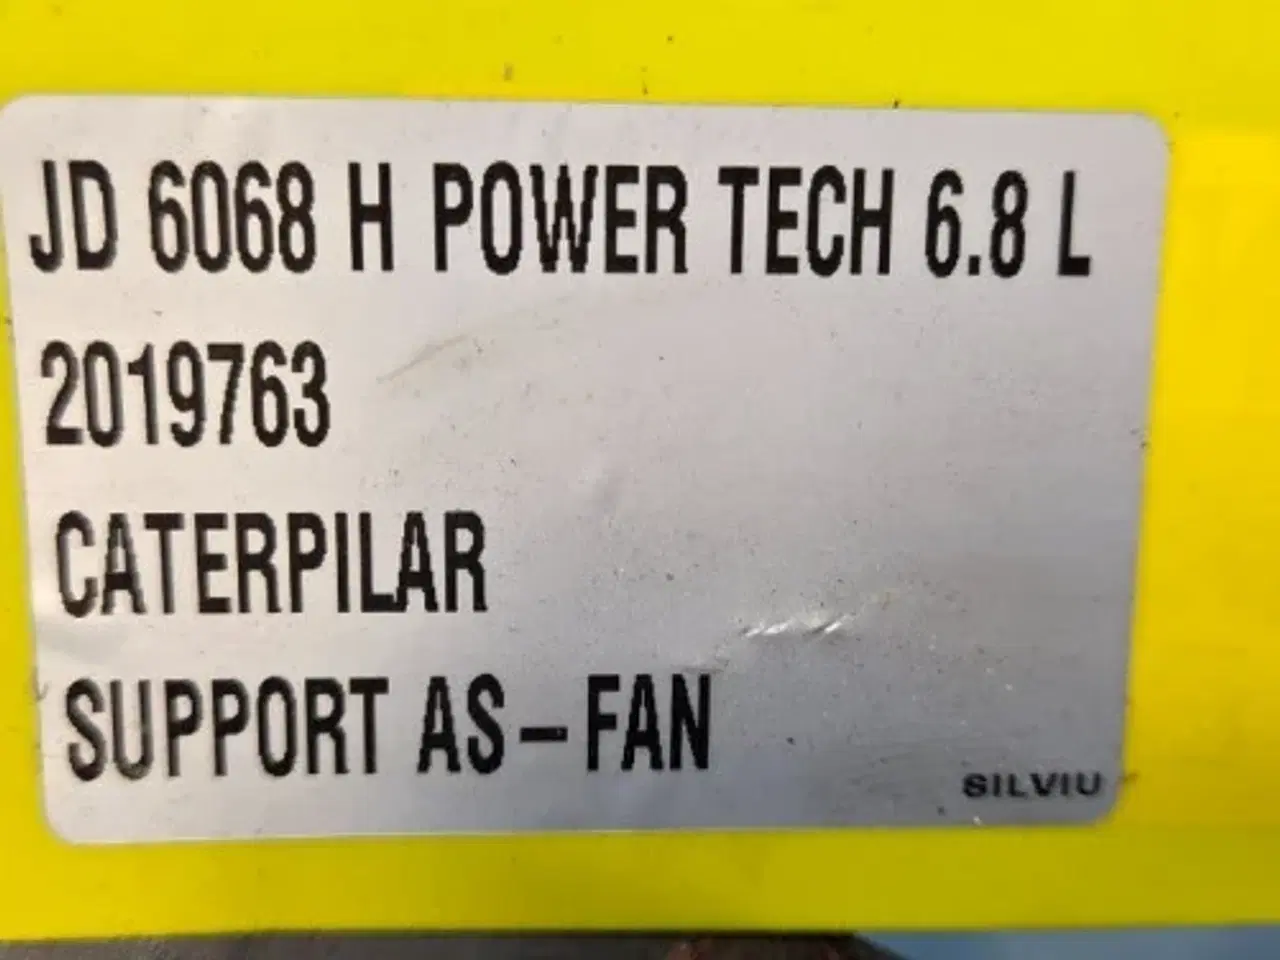 JD 6068 H POWER TECH 6.8 L
2019763
CATERPILAR
SUPPORT AS-FAN
SILVIU